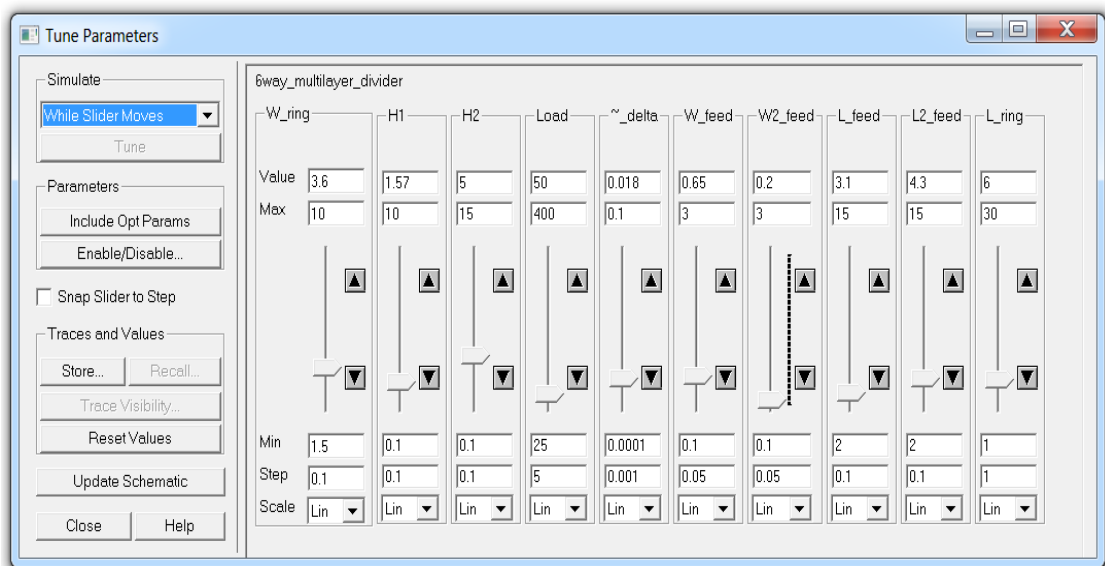 Tune Parameters
Simulate
While Slider Moves
Tune
Parameters
Include Opt Params
Enable/Disable...
Snap Slider to Step
Traces and Values
Store... Recall...
Trace Visibility...
Reset Values
Update Schematic
Close Help
6way_multilayer_divider
W_ring H1 H2 Load ~_delta W_feed W2_feed L_feed L2_feed L_ring
Value 3.6 1.57 5 50 0.018 0.65 0.2 3.1 4.3 6
Max 10 10 15 400 0.1 3 3 15 15 30
Min 1.5 0.1 0.1 25 0.0001 0.1 0.1 2 2 1
Step 0.1 0.1 0.1 5 0.001 0.05 0.05 0.1 0.1 1
Scale Lin Lin Lin Lin Lin Lin Lin Lin Lin Lin